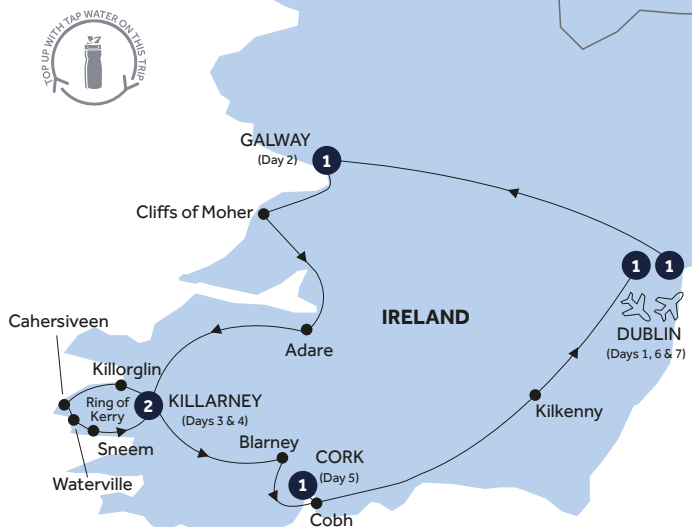 TOP UP WITH TAP WATER ON THIS TRIP
GALWAY
(Day 2)
1
Cliffs of Moher
1
1
IRELAND
DUBLIN
(Days 1, 6 & 7)
Cahersiveen
Adare
Killorglin
Ring of
Kerry
2
KILLARNEY
(Days 3 & 4)
Kilkenny
Sneem
Blarney
Waterville
CORK
(Day 5)
1
Cobh